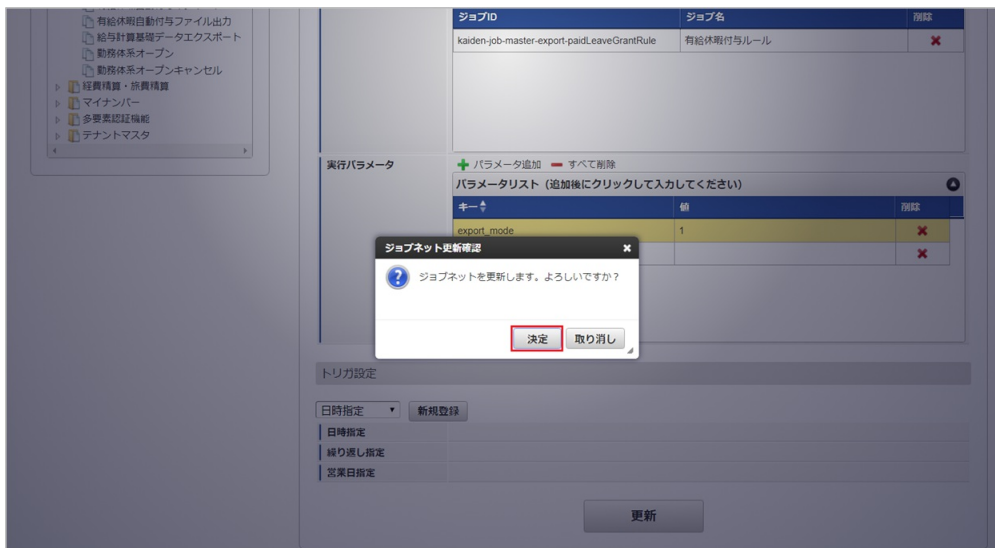 有給休暇自動付与ファイル出力
給与計算基礎データエクスポート
勤務体系オープン
勤務体系オープンキャンセル
経費精算・旅費精算
マイナンバー
多要素認証機能
テナントマスタ
ジョブID ジョブ名 削除
kaiden-job-master-export-paidLeaveGrantRule 有給休暇付与ルール
実行パラメータ
パラメータ追加 すべて削除
パラメータリスト（追加後にクリックして入力してください）
キー 値 削除
export_mode 1
ジョブネット更新確認
ジョブネットを更新します。よろしいですか？
決定 取り消し
トリガ設定
日時指定 新規登録
日時指定
繰り返し指定
営業日指定
更新